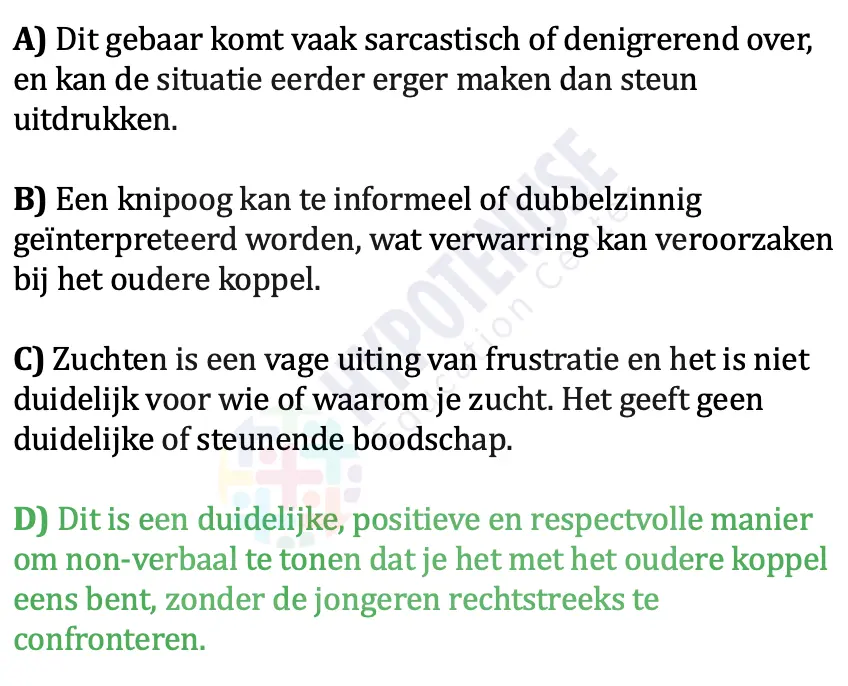 A) Dit gebaar komt vaak sarcastisch of denigrerend over,
en kan de situatie eerder erger maken dan steun
uitdrukken.
B) Een knipoog kan te informeel of dubbelzinnig
geïnterpreteerd worden, wat verwarring kan veroorzaken
bij het oudere koppel.
C) Zuchten is een vage uiting van frustratie en het is niet
duidelijk voor wie of waarom je zucht. Het geeft geen
duidelijke of steunende boodschap.
D) Dit is een duidelijke, positieve en respectvolle manier
om non-verbaal te tonen dat je het met het oudere koppel
eens bent, zonder de jongeren rechtstreeks te
confronteren.
HYPOTENUSE
Education Center